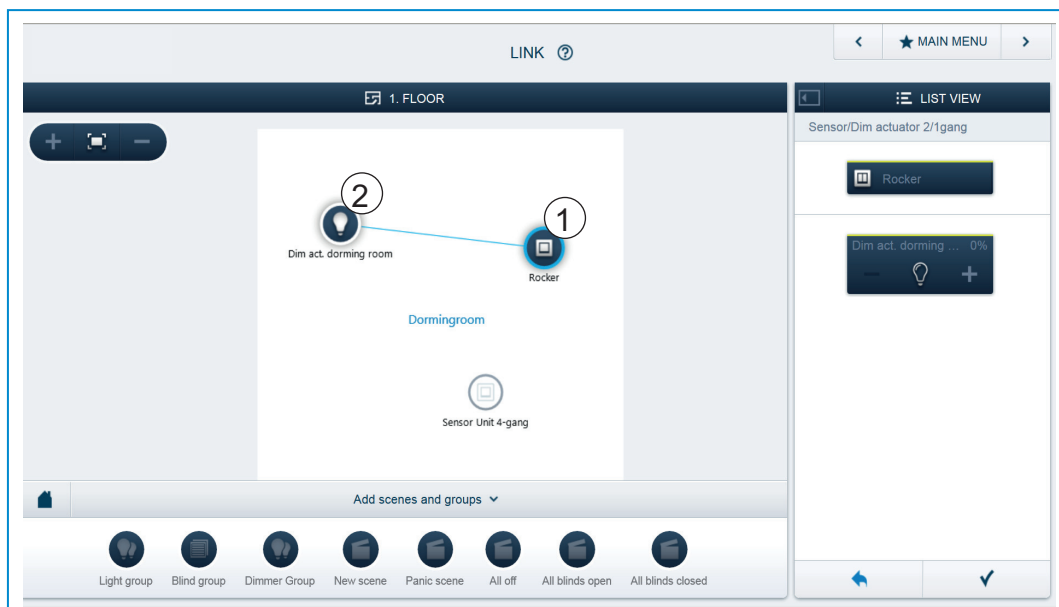 LINK ?
MAIN MENU
1. FLOOR
LIST VIEW
Sensor/Dim actuator 2/1gang
Rocker
2
1
Dim act. dorming room
Rocker
Dim act. dorming ... 0%
Dormingroom
Sensor Unit 4-gang
Add scenes and groups
Light group
Blind group
Dimmer Group
New scene
Panic scene
All off
All blinds open
All blinds closed